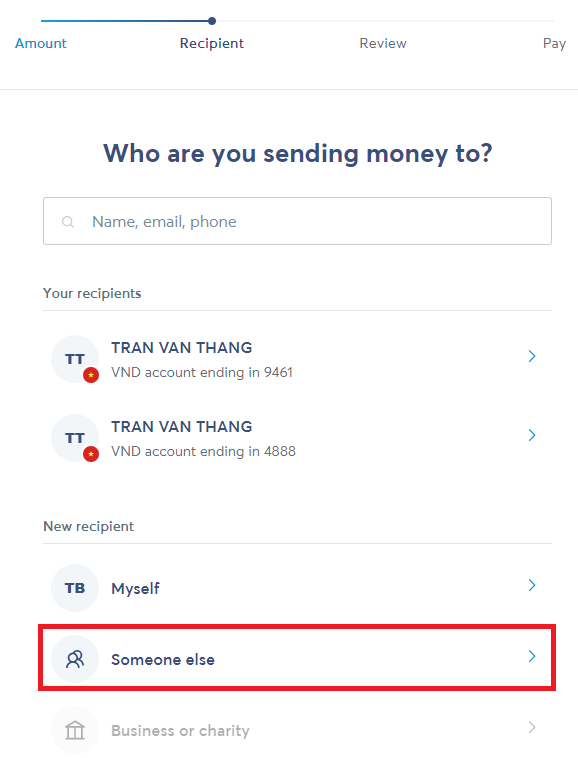 Amount Recipient Review Pay
Who are you sending money to?
Name, email, phone
Your recipients
TT TRAN VAN THANG
VND account ending in 9461
TT TRAN VAN THANG
VND account ending in 4888
New recipient
TB Myself
Someone else
Business or charity